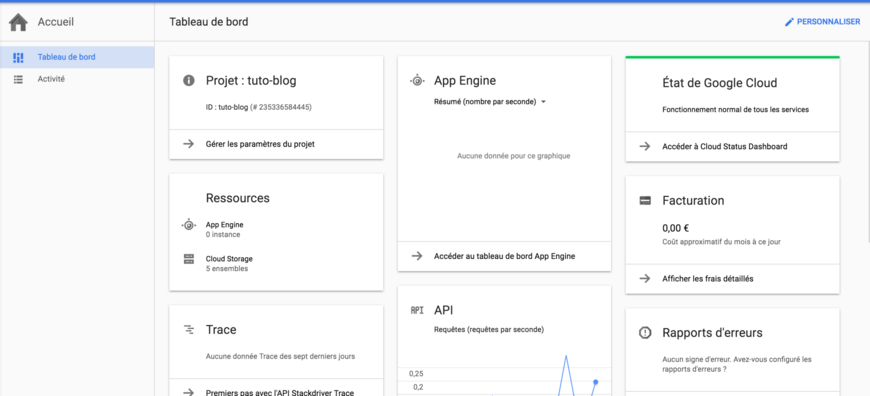 Accueil
Tableau de bord
PERSONNALISER
Tableau de bord
Activité
Projet : tuto-blog
ID : tuto-blog (# 235336584445)
Gérer les paramètres du projet
Ressources
App Engine
0 instance
Cloud Storage
5 ensembles
Trace
Aucune donnée Trace des sept derniers jours
Premiers pas avec l'API Stackdriver Trace
App Engine
Résumé (nombre par seconde)
Aucune donnée pour ce graphique
Accéder au tableau de bord App Engine
API
API
Requêtes (requêtes par seconde)
0,25
0,2
État de Google Cloud
Fonctionnement normal de tous les services
Accéder à Cloud Status Dashboard
Facturation
0,00 €
Coût approximatif du mois à ce jour
Afficher les frais détaillés
Rapports d'erreurs
Aucun signe d'erreur. Avez-vous configuré les
rapports d'erreurs ?